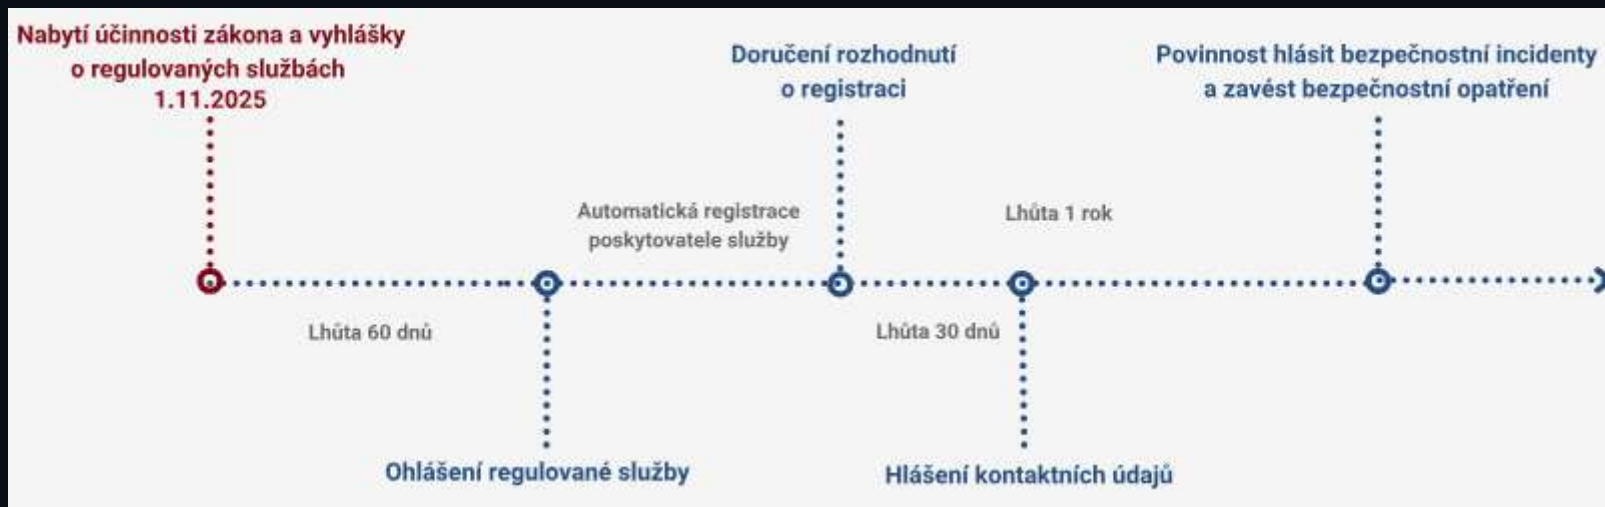 Nabytí účinnosti zákona a vyhlášky
o regulovaných službách
1.11.2025
Doručení rozhodnutí
o registraci
Povinnost hlásit bezpečnostní incidenty
a zavést bezpečnostní opatření
Automatická registrace
poskytovatele služby
Lhůta 1 rok
Lhůta 60 dnů
Lhůta 30 dnů
Ohlášení regulované služby
Hlášení kontaktních údajů